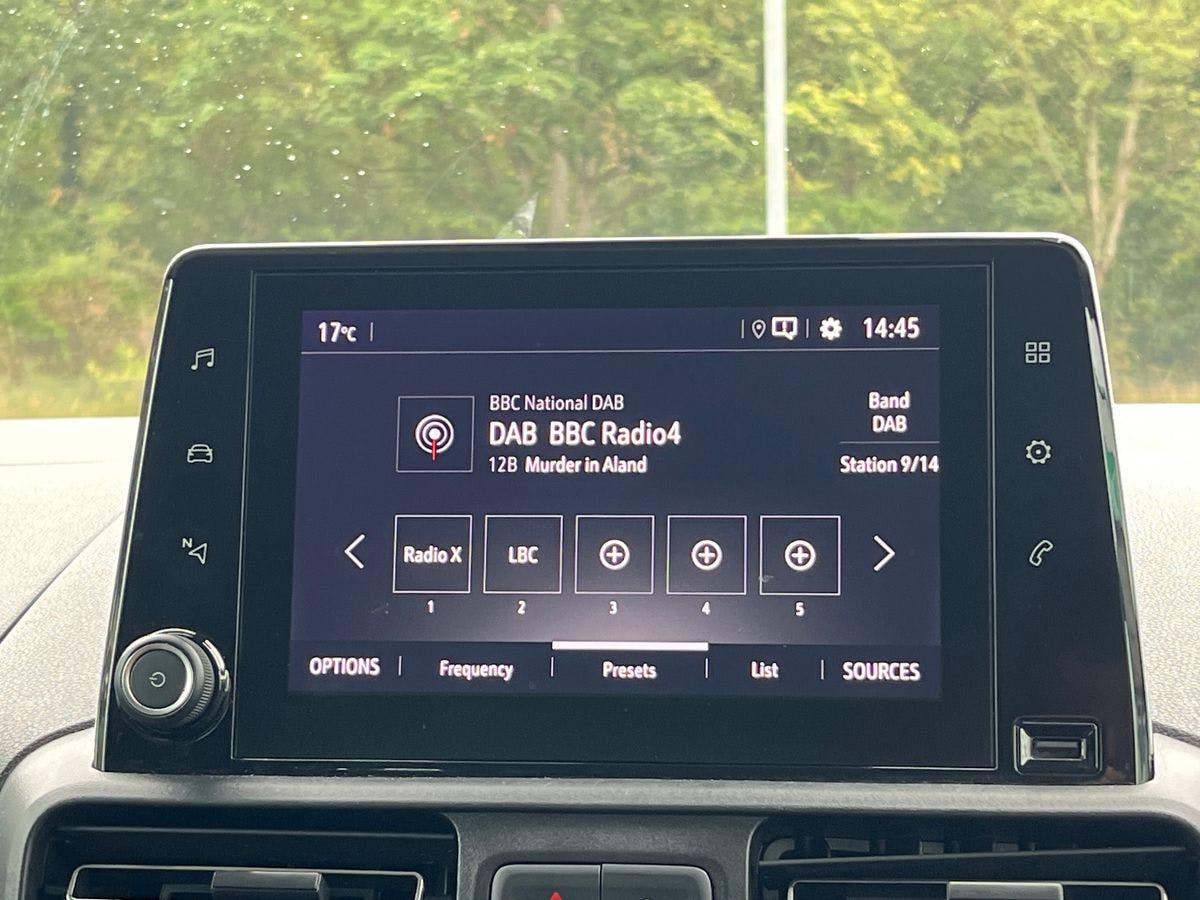 17°C
14:45
BBC National DAB
DAB BBC Radio4
12B Murder in Aland
Band
DAB
Station 9/14
N
Radio X
LBC
1
2
3
4
5
OPTIONS
Frequency
Presets
List
SOURCES